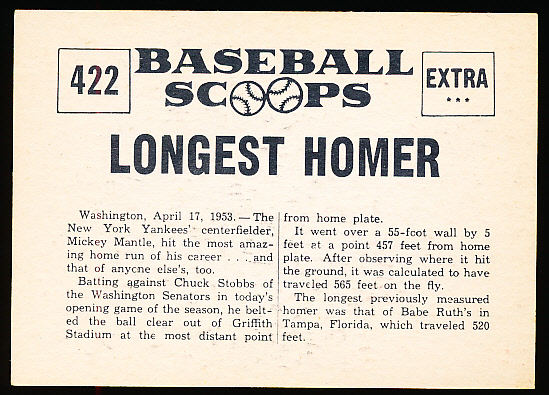 422
BASEBALL
SCOOPS
EXTRA
***
LONGEST HOMER
Washington, April 17, 1953. — The
New York Yankees' centerfielder,
Mickey Mantle, hit the most amaz-
ing home run of his career . . . and
that of anyone else's, too.
Batting against Chuck Stobbs of
the Washington Senators in today's
opening game of the season, he belt-
ed the ball clear out of Griffith
Stadium at the most distant point
from home plate.
It went over a 55-foot wall by 5
feet at a point 457 feet from home
plate. After observing where it hit
the ground, it was calculated to have
traveled 565 feet on the fly.
The longest previously measured
homer was that of Babe Ruth's in
Tampa, Florida, which traveled 520
feet.